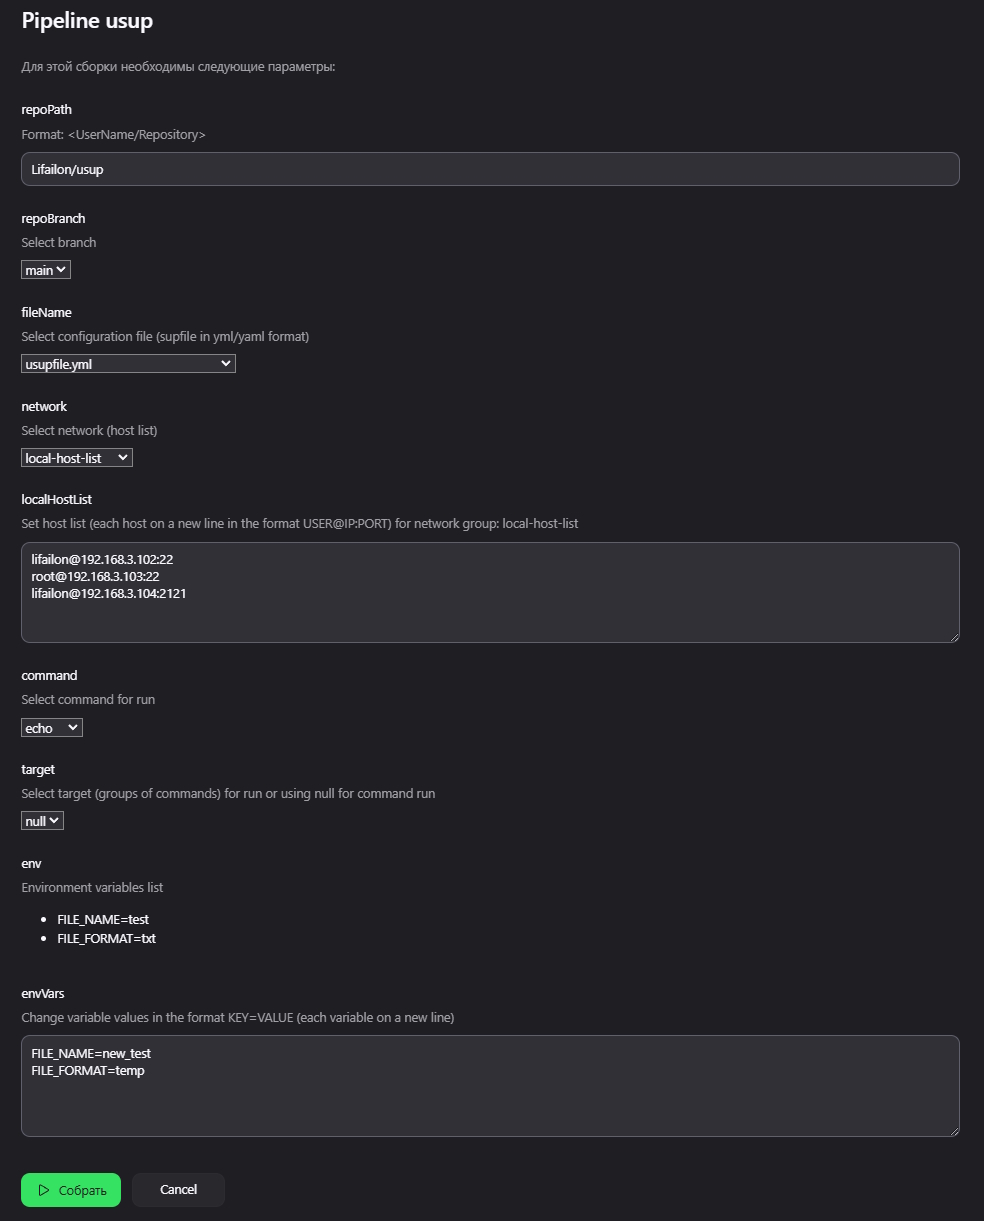 Pipeline usup
Для этой сборки необходимы следующие параметры:
repoPath
Format: <UserName/Repository>
Lifailon/usup
repoBranch
Select branch
main
fileName
Select configuration file (supfile in yml/yaml format)
usupfile.yml
network
Select network (host list)
local-host-list
localHostList
Set host list (each host on a new line in the format USER@IP:PORT) for network group: local-host-list
lifailon@192.168.3.102:22
root@192.168.3.103:22
lifailon@192.168.3.104:2121
command
Select command for run
echo
target
Select target (groups of commands) for run or using null for command run
null
env
Environment variables list
FILE_NAME=test
FILE_FORMAT=txt
envVars
Change variable values in the format KEY=VALUE (each variable on a new line)
FILE_NAME=new_test
FILE_FORMAT=temp
Собрать Cancel